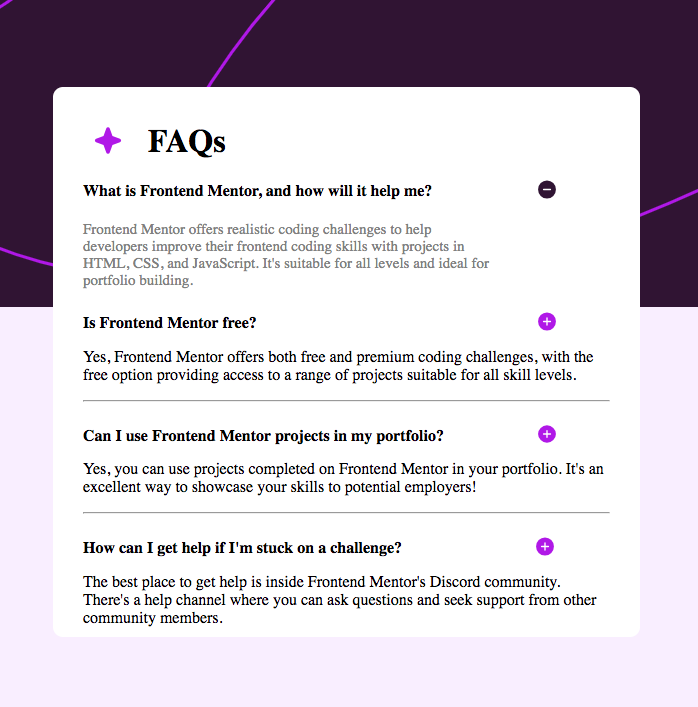 FAQs
What is Frontend Mentor, and how will it help me?
Frontend Mentor offers realistic coding challenges to help
developers improve their frontend coding skills with projects in
HTML, CSS, and JavaScript. It's suitable for all levels and ideal for
portfolio building.
Is Frontend Mentor free?
Yes, Frontend Mentor offers both free and premium coding challenges, with the
free option providing access to a range of projects suitable for all skill levels.
Can I use Frontend Mentor projects in my portfolio?
Yes, you can use projects completed on Frontend Mentor in your portfolio. It's an
excellent way to showcase your skills to potential employers!
How can I get help if I'm stuck on a challenge?
The best place to get help is inside Frontend Mentor's Discord community.
There's a help channel where you can ask questions and seek support from other
community members.